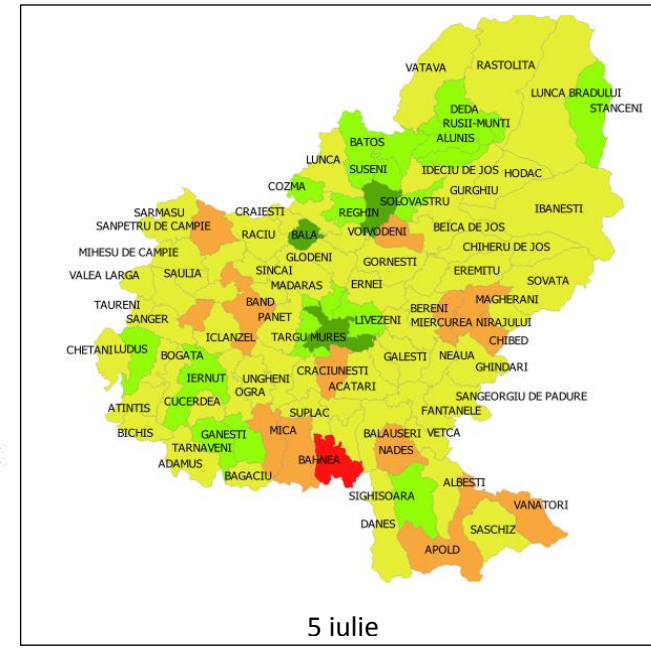 VATAVA
RASTOLITA
LUNCA BRADULUI
STANCENI
DEDA
RUSII-MUNTI
ALUNIS
BATOS
LUNCA
SUSENI
IDECIU DE JOS
HODAC
COZMA
GURGHIU
SOLOVASTRU
IBANESTI
SARMASU
CRAIESTI
REGHIN
SANPETRU DE CAMPIE
RACIU
BALA
VOIVODENI
BEICA DE JOS
CHIHERU DE JOS
MIHESU DE CAMPIE
GLODENI
GORNESTI
VALEA LARGA
SAULIA
SINCAI
EREMITU
MADARAS
ERNEI
SOVATA
TAURENI
BAND
MAGHERANI
BERENI
SANGER
PANET
LIVEZENI
MIERCUREA NIRAJULUI
ICLANZEL
TARGU MURES
CHIBED
CHETANI
LUDUS
BOGATA
GALESTI
NEAUA
GHINDARI
IERNUT
UNGHENI
CRACIUNESTI
ACATARI
OGRA
SANGEORGIU DE PADURE
ATINTIS
CUCERDEA
SUPLAC
FANTANELE
BICHIS
GANESTI
MICA
BALAUSERI
VETCA
TARNAVENI
NADES
ADAMUS
BAHNEA
BAGACIU
ALBESTI
SIGHISOARA
VANATORI
DANES
SASCHIZ
APOLD
5 iulie